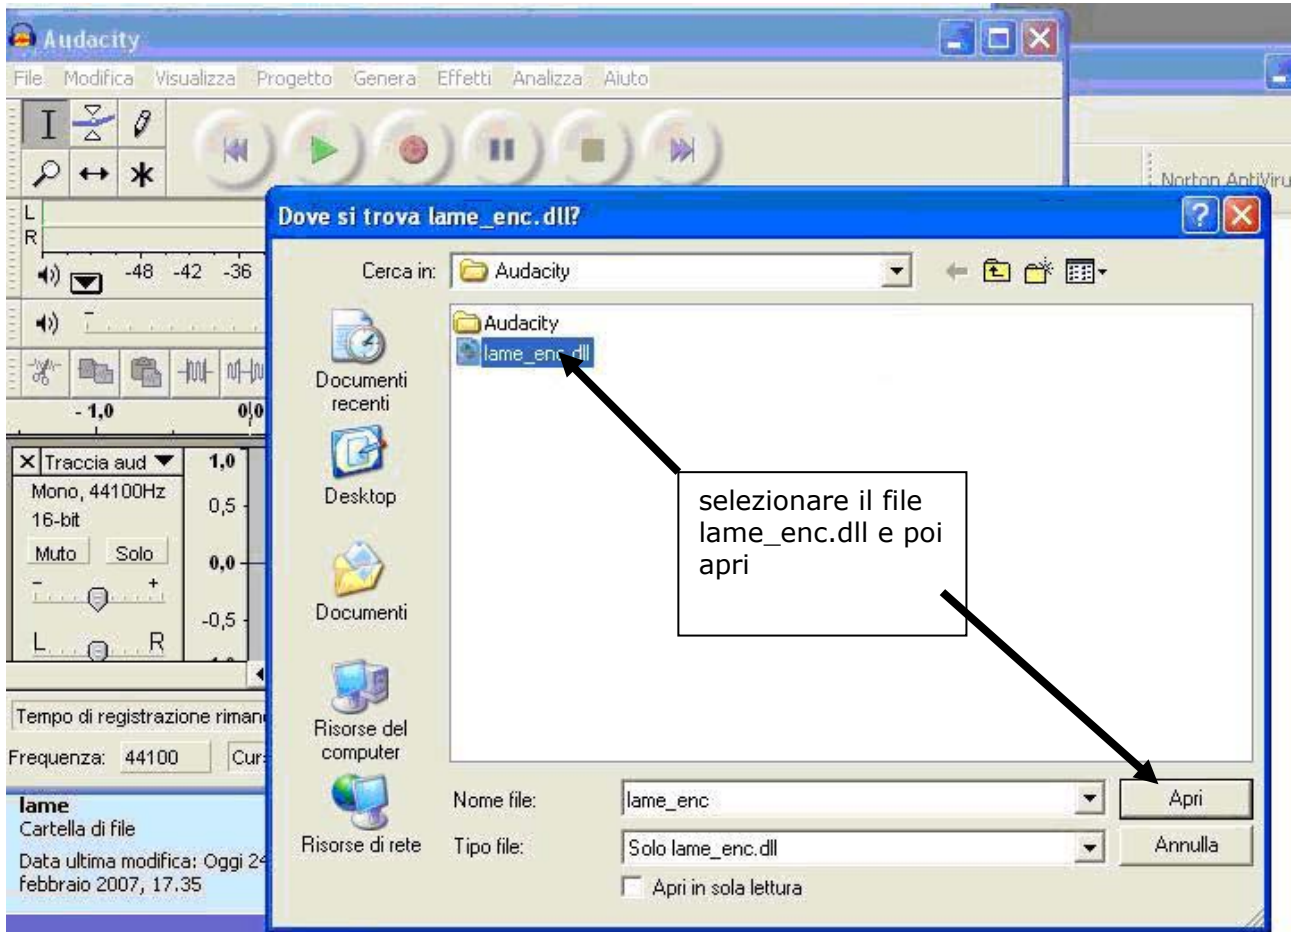 Audacity
File Modifica Visualizza Progetto Genera Effetti Analizza Aiuto
Norton AntiViru
L
R
-48 -42 -36
- 1,0 0,0
Traccia aud
Mono, 44100Hz
16-bit
Muto Solo
- +
L R
1,0
0,5
0,0
-0,5
Tempo di registrazione riman
Frequenza: 44100 Cur
lame
Cartella di file
Data ultima modifica: Oggi 24
febbraio 2007, 17.35
Dove si trova lame_enc.dll?
Cerca in: Audacity
Documenti
recenti
Desktop
Documenti
Risorse del
computer
Risorse di rete
Audacity
lame_enc.dll
selezionare il file
lame_enc.dll e poi
apri
Nome file: lame_enc Apri
Tipo file: Solo lame_enc.dll Annulla
Apri in sola lettura